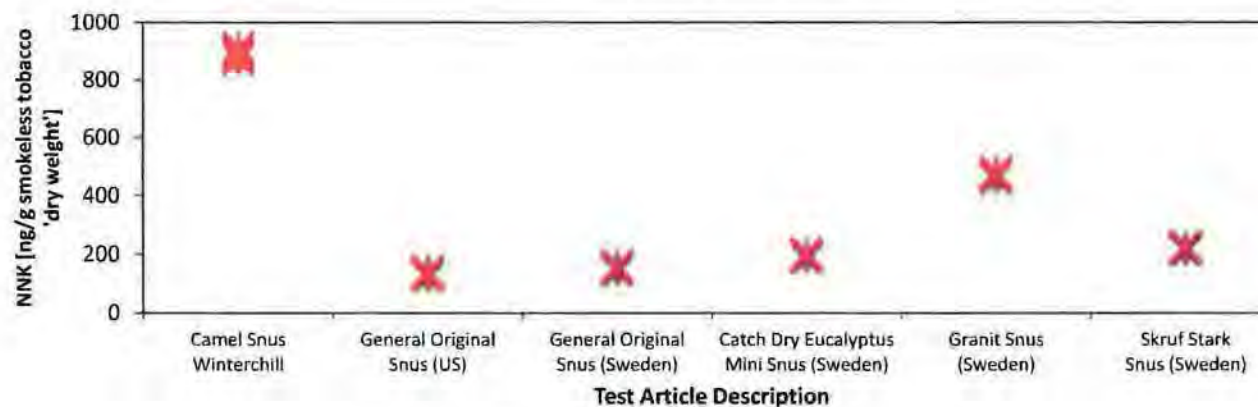 1000
800
600
400
200
0
NNK [ng/g smokeless tobacco
'dry weight']
Camel Snus
Winterchill
General Original
Snus (US)
General Original
Snus (Sweden)
Catch Dry Eucalyptus
Mini Snus (Sweden)
Granit Snus
(Sweden)
Skruf Stark
Snus (Sweden)
Test Article Description